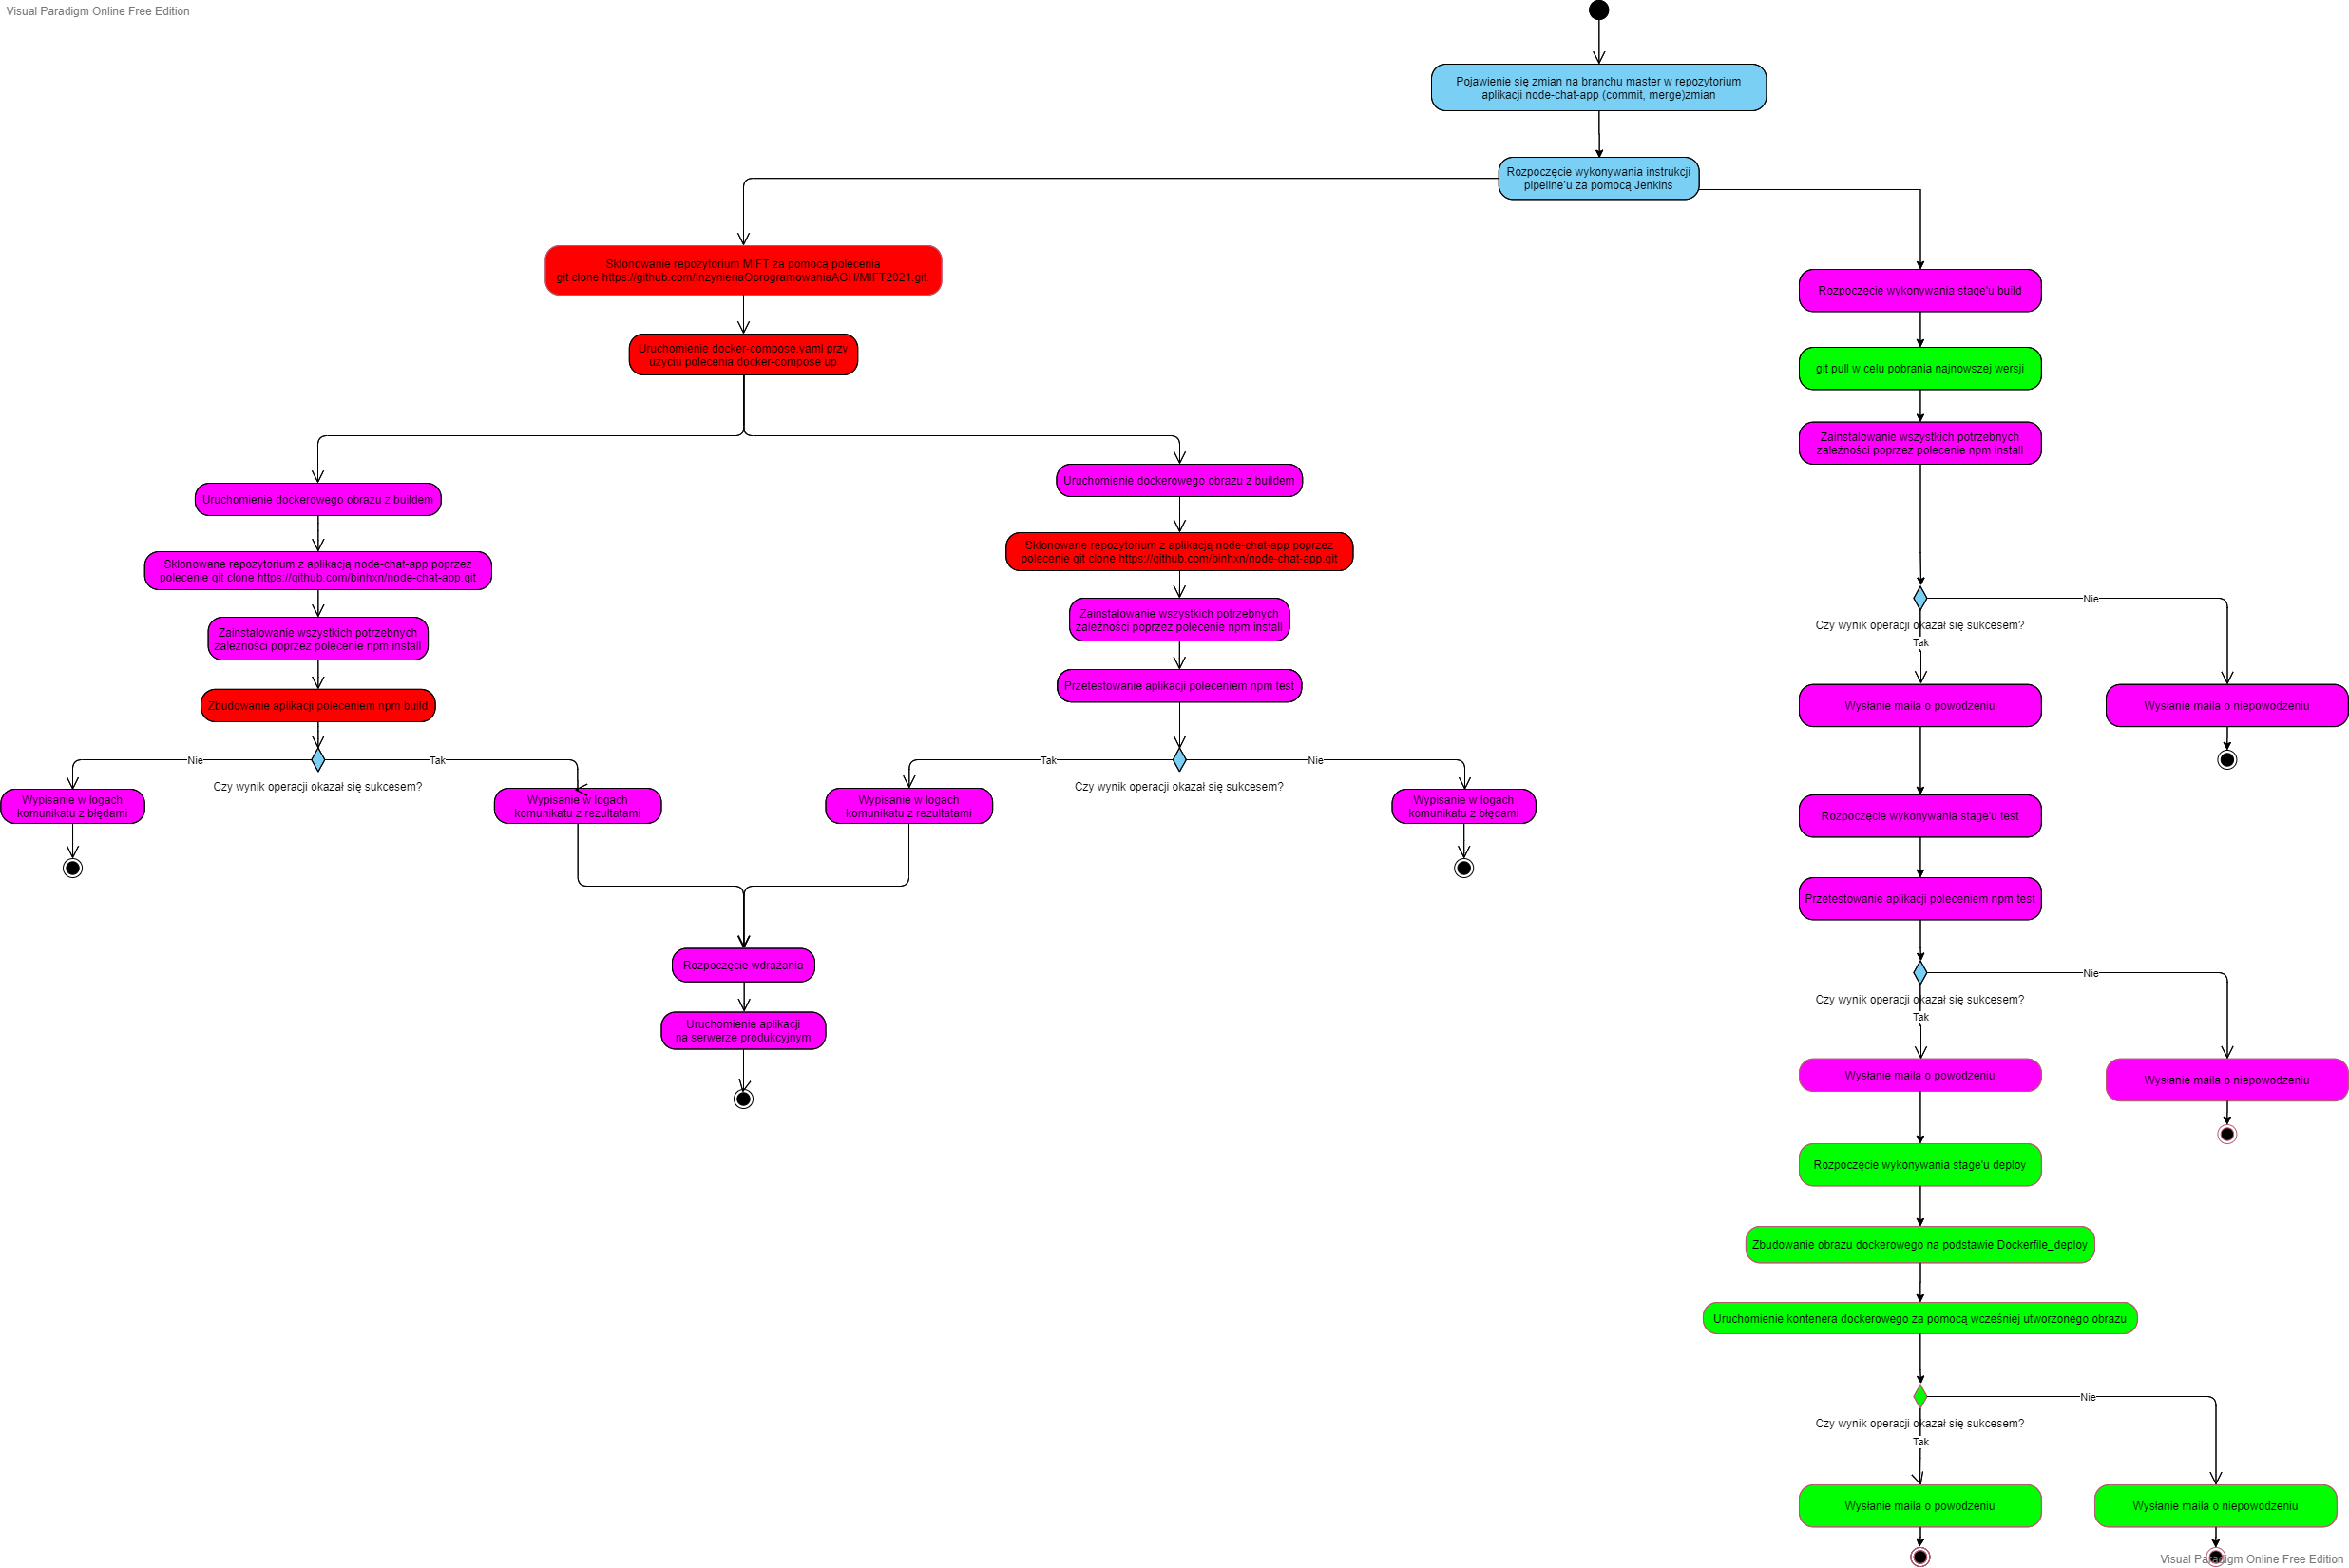 Visual Paradigm Online Free Edition
Pojawienie się zmian na branchu master w repozytorium
aplikacji node-chat-app (commit, merge)zmian
Rozpoczęcie wykonywania instrukcji
pipeline'u za pomocą Jenkins
Sklonowanie repozytorium MIFT za pomocą polecenia
git clone https://github.com/InzynieriaOprogramowaniaAGH/MIFT2021.git.
Uruchomienie docker-compose.yaml przy
użyciu polecenia docker-compose up
Uruchomienie dockerowego obrazu z buildem
Sklonowane repozytorium z aplikacją node-chat-app poprzez
polecenie git clone https://github.com/binhxn/node-chat-app.git
Zainstalowanie wszystkich potrzebnych
zależności poprzez polecenie npm install
Zbudowanie aplikacji poleceniem npm build
Nie
Tak
Czy wynik operacji okazał się sukcesem?
Wypisanie w logach
komunikatu z błędami
Wypisanie w logach
komunikatu z rezultatami
Uruchomienie dockerowego obrazu z buildem
Sklonowane repozytorium z aplikacją node-chat-app poprzez
polecenie git clone https://github.com/binhxn/node-chat-app.git
Zainstalowanie wszystkich potrzebnych
zależności poprzez polecenie npm install
Przetestowanie aplikacji poleceniem npm test
Tak
Nie
Czy wynik operacji okazał się sukcesem?
Wypisanie w logach
komunikatu z rezultatami
Wypisanie w logach
komunikatu z błędami
Rozpoczęcie wdrażania
Uruchomienie aplikacji
na serwerze produkcyjnym
Rozpoczęcie wykonywania stage'u build
git pull w celu pobrania najnowszej wersji
Zainstalowanie wszystkich potrzebnych
zależności poprzez polecenie npm install
Nie
Czy wynik operacji okazał się sukcesem?
Tak
Wysłanie maila o powodzeniu
Wysłanie maila o niepowodzeniu
Rozpoczęcie wykonywania stage'u test
Przetestowanie aplikacji poleceniem npm test
Nie
Czy wynik operacji okazał się sukcesem?
Tak
Wysłanie maila o powodzeniu
Wysłanie maila o niepowodzeniu
Rozpoczęcie wykonywania stage'u deploy
Zbudowanie obrazu dockerowego na podstawie Dockerfile_deploy
Uruchomienie kontenera dockerowego za pomocą wcześniej utworzonego obrazu
Nie
Czy wynik operacji okazał się sukcesem?
Tak
Wysłanie maila o powodzeniu
Wysłanie maila o niepowodzeniu
Visual Paradigm Online Free Edition